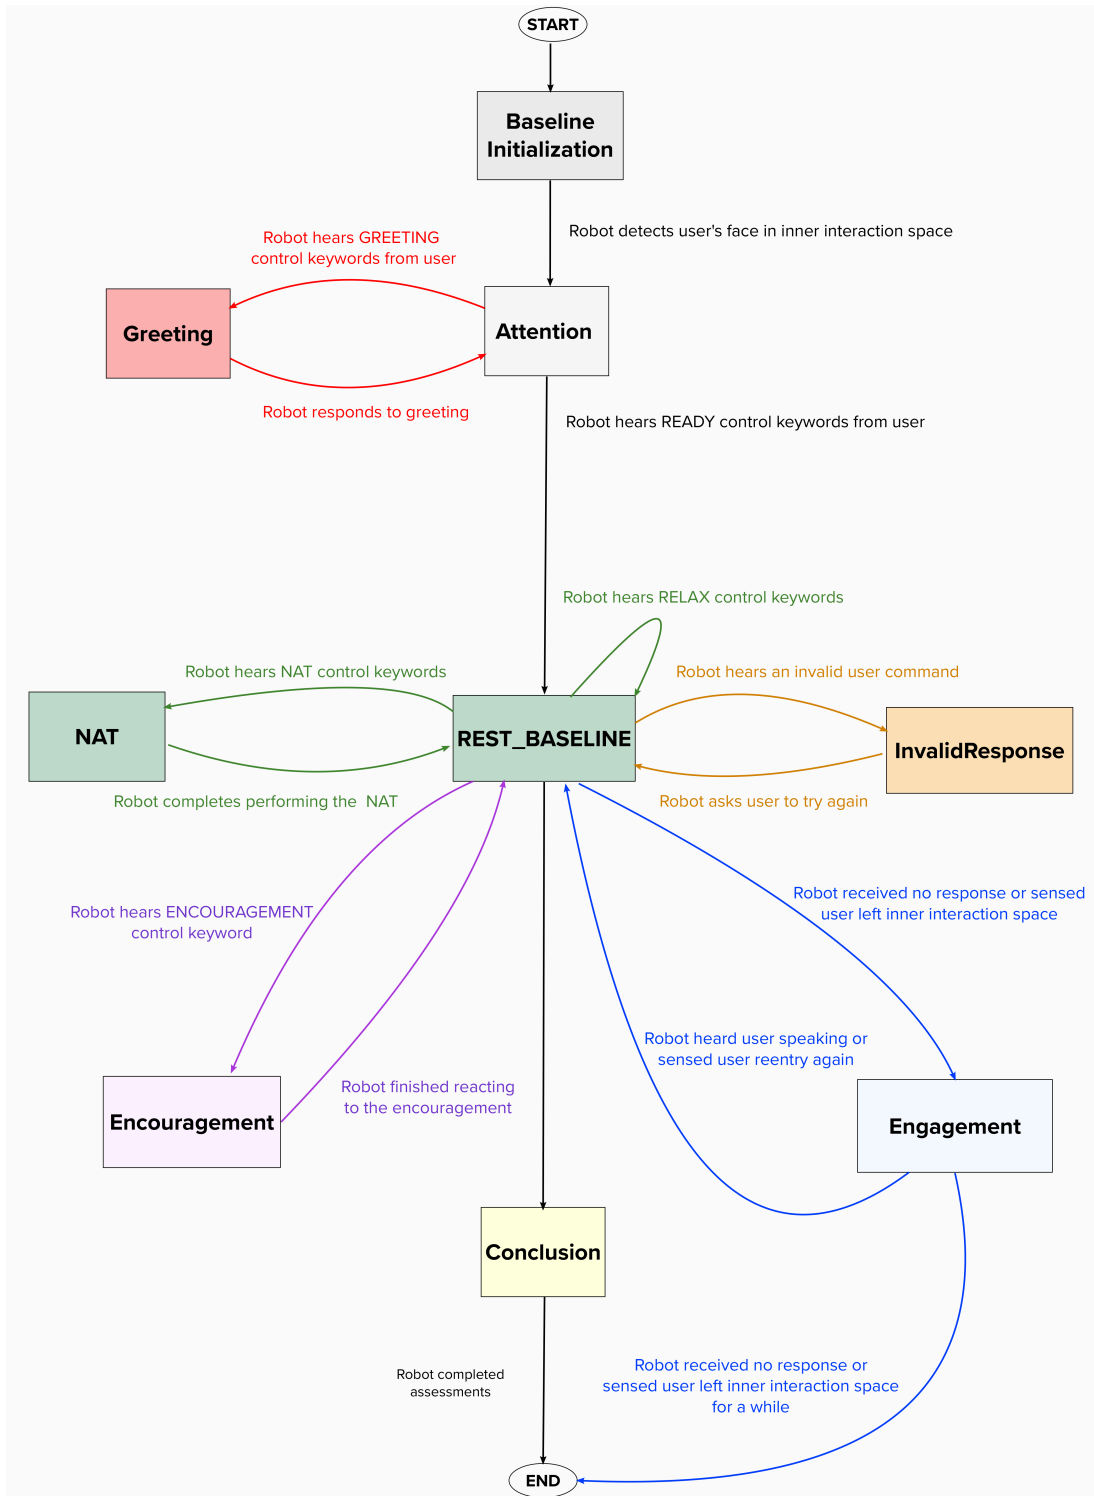 START
Baseline
Initialization
Robot detects user's face in inner interaction space
Robot hears GREETING
control keywords from user
Greeting
Attention
Robot responds to greeting
Robot hears READY control keywords from user
Robot hears RELAX control keywords
Robot hears NAT control keywords
Robot hears an invalid user command
NAT
REST_BASELINE
InvalidResponse
Robot completes performing the  NAT
Robot asks user to try again
Robot hears ENCOURAGEMENT
control keyword
Robot received no response or sensed
user left inner interaction space
Robot heard user speaking or
sensed user reentry again
Robot finished reacting
to the encouragement
Encouragement
Engagement
Conclusion
Robot completed
assessments
Robot received no response or
sensed user left inner interaction space
for a while
END